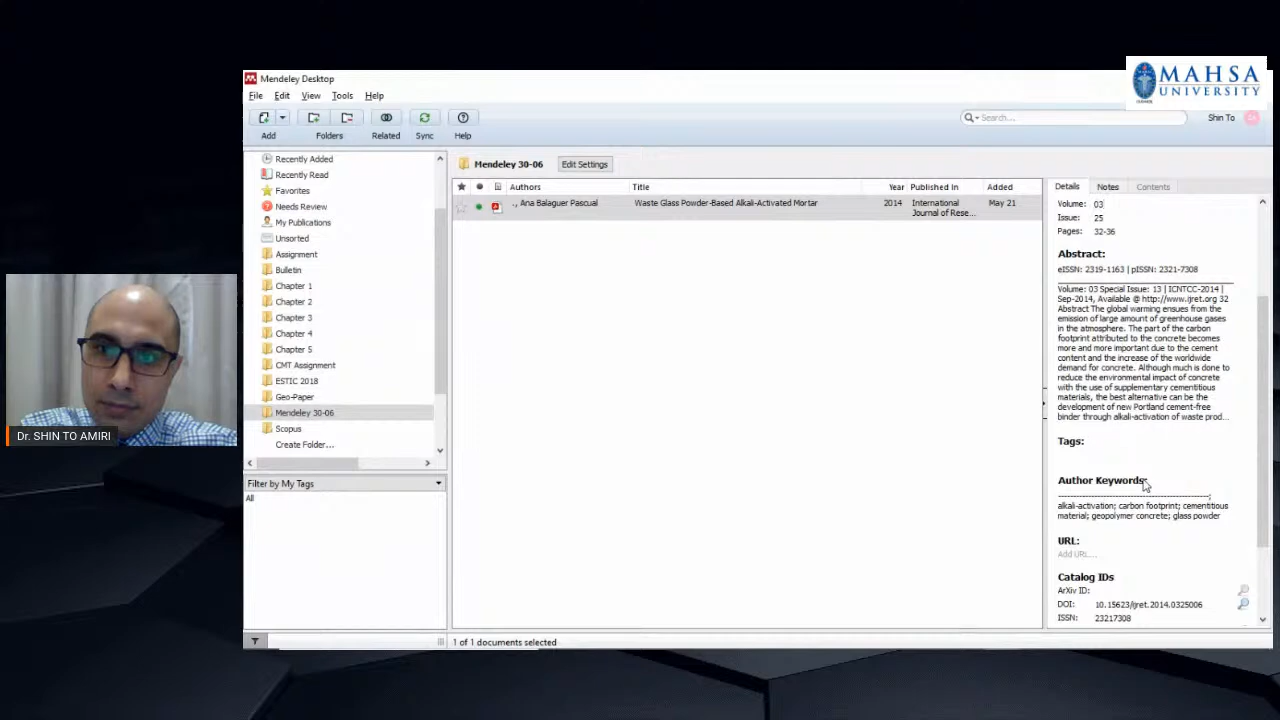 MAHSA
UNIVERSITY
Mendeley Desktop
File Edit View Tools Help
Search...
Shin To
Add Folders Related Sync Help
Recently Added
Recently Read
Favorites
Needs Review
My Publications
Unsorted
Assignment
Bulletin
Chapter 1
Chapter 2
Chapter 3
Chapter 4
Chapter 5
CMT Assignment
ESTIC 2018
Geo-Paper
Mendeley 30-06
Scopus
Create Folder...
Filter by My Tags
All
Mendeley 30-06 Edit Settings
Authors Title Year Published In Added
., Ana Balaguer Pascual Waste Glass Powder-Based Alkali-Activated Mortar 2014 International May 21
Journal of Rese...
1 of 1 documents selected
Details Notes Contents
Volume: 03
Issue: 25
Pages: 32-36
Abstract:
eISSN: 2319-1163 | pISSN: 2321-7308
Volume: 03 Special Issue: 13 | ICNTCC-2014 |
Sep-2014, Available @ http://www.ijret.org 32
Abstract The global warming ensues from the
emission of large amount of greenhouse gases
in the atmosphere. The part of the carbon
footprint attributed to the concrete becomes
more and more important due to the cement
content and the increase of the worldwide
demand for concrete. Although much is done to
reduce the environmental impact of concrete
with the use of supplementary cementitious
materials, the best alternative can be the
development of new Portland cement-free
binder through alkali-activation of waste prod...
Tags:
Author Keywords:
----------------------------------------------------;
alkali-activation; carbon footprint; cementitious
material; geopolymer concrete; glass powder
URL:
Add URL...
Catalog IDs
ArXiv ID:
DOI: 10.15623/ijret.2014.0325006
ISSN: 23217308
Dr. SHIN TO AMIRI